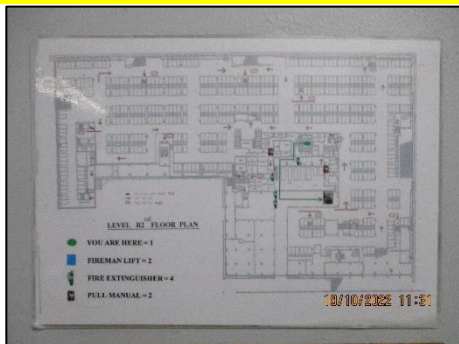 LEVEL B2 FLOOR PLAN
YOU ARE HERE = 1
FIREMAN LIFT = 2
FIRE EXTINGUISHER = 4
PULL MANUAL = 2
19/10/2022 11:31